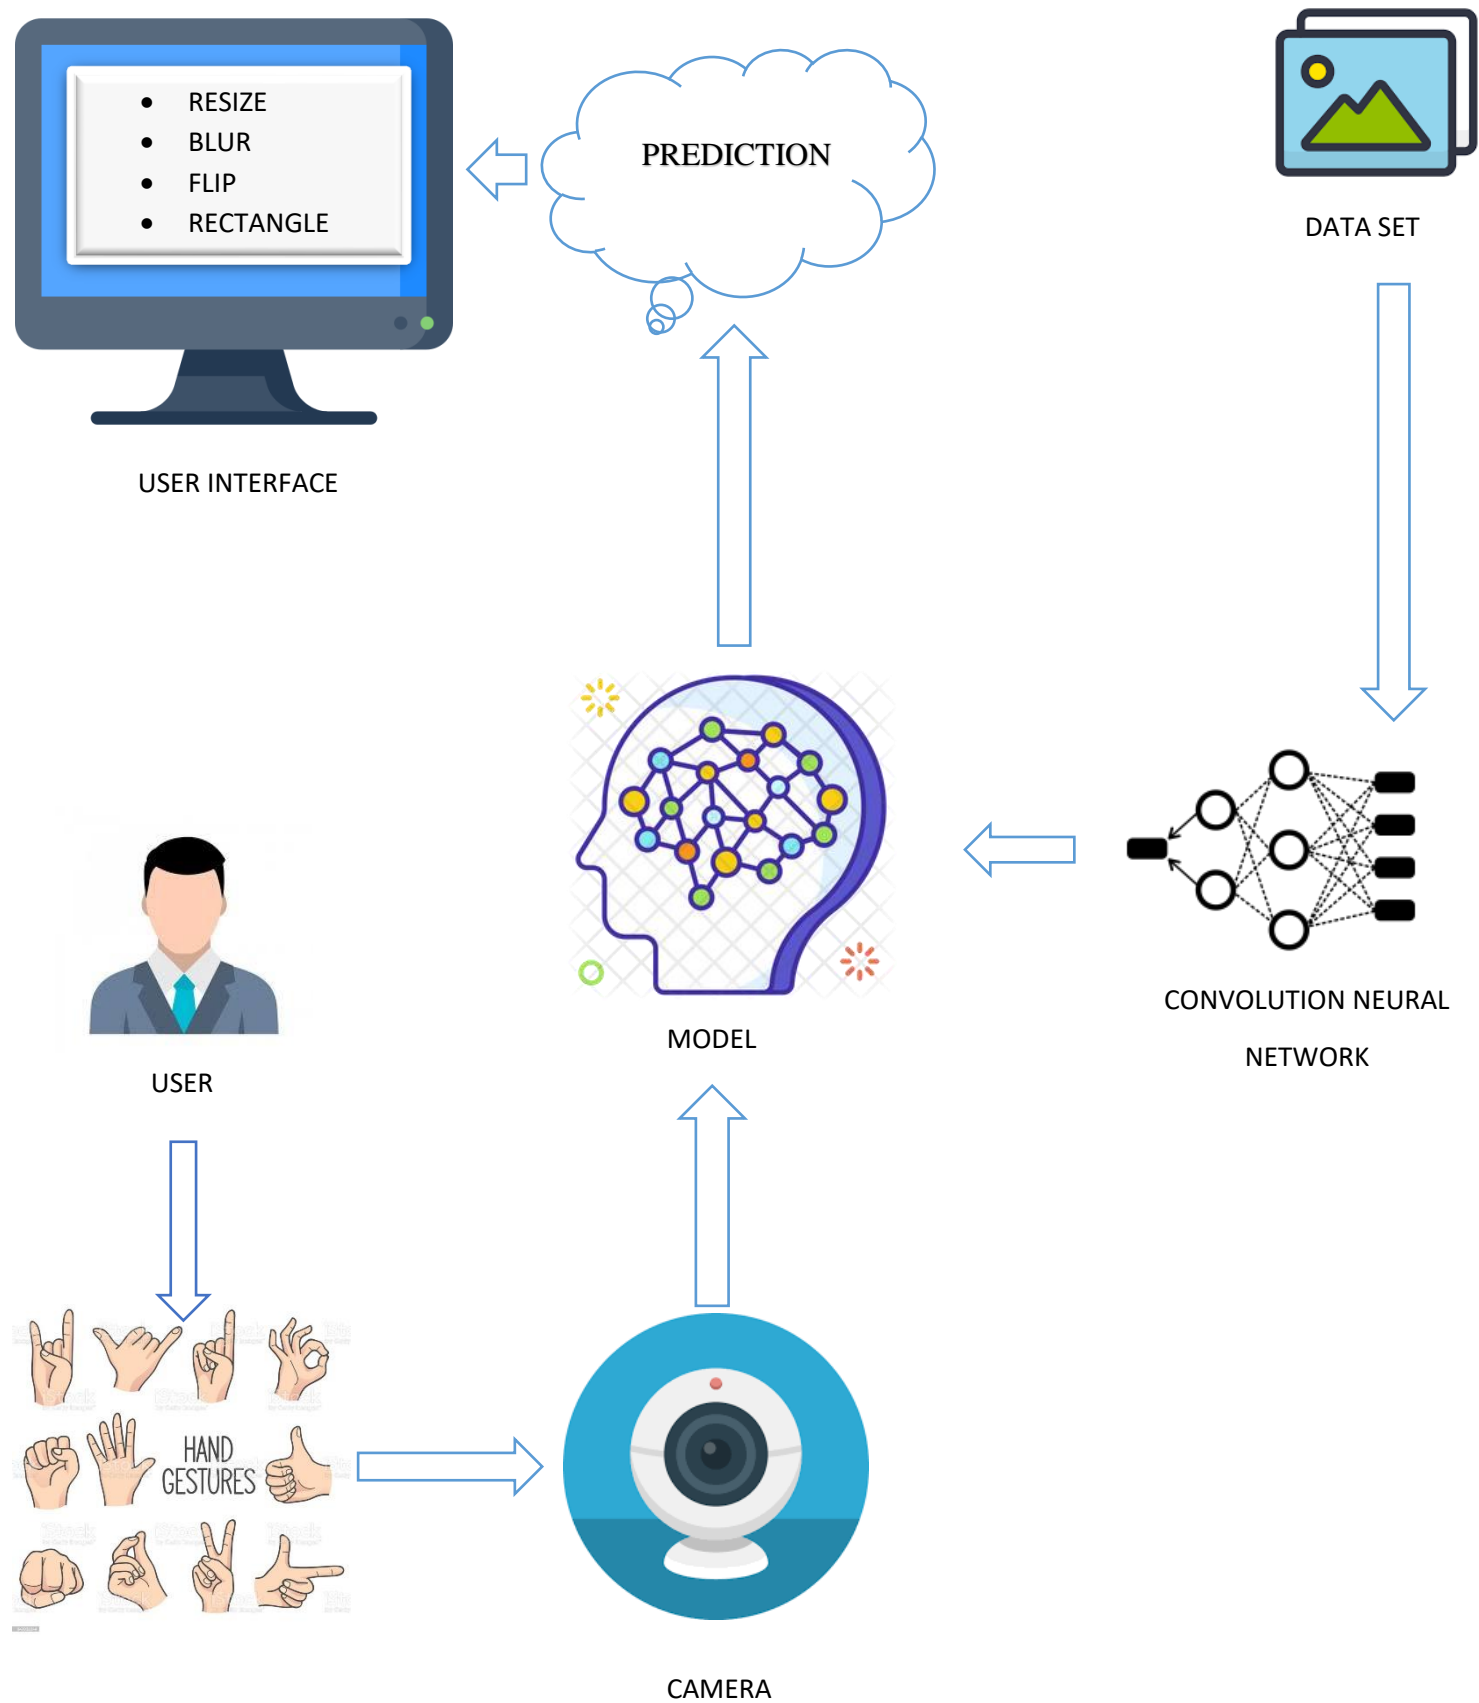 • RESIZE
• BLUR
• FLIP
• RECTANGLE
PREDICTION
DATA SET
USER INTERFACE
CONVOLUTION NEURAL
NETWORK
MODEL
USER
HAND
GESTURES
CAMERA